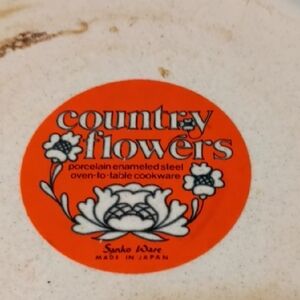 country
flowers
porcelain enameled steel
oven-to-table cookware
Sanko Ware
MADE IN JAPAN